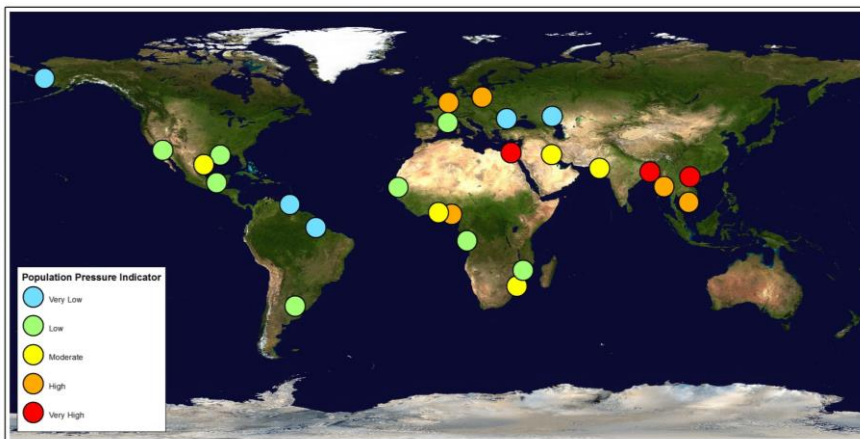 Population Pressure Indicator
Very Low
Low
Moderate
High
Very High